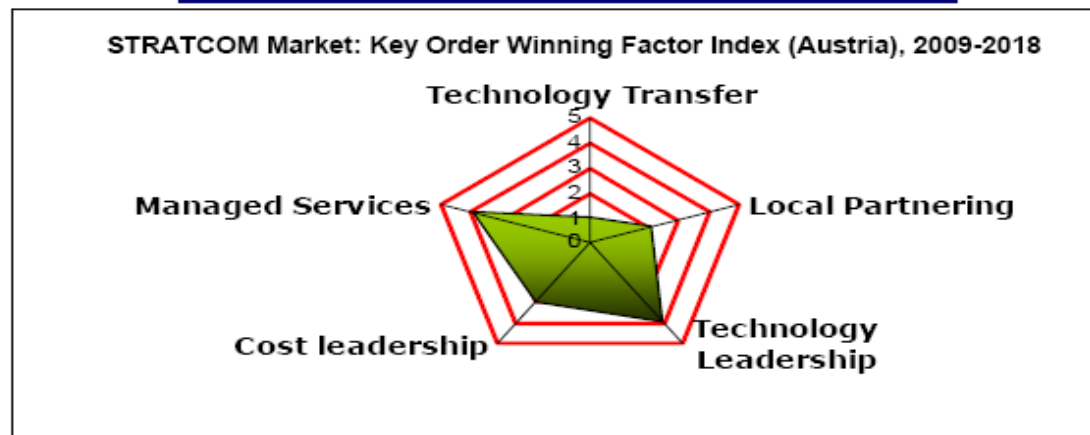 STRATCOM Market: Key Order Winning Factor Index (Austria), 2009-2018
Technology Transfer
5
4
3
2
1
0
Managed Services
Local Partnering
Cost leadership
Technology
Leadership